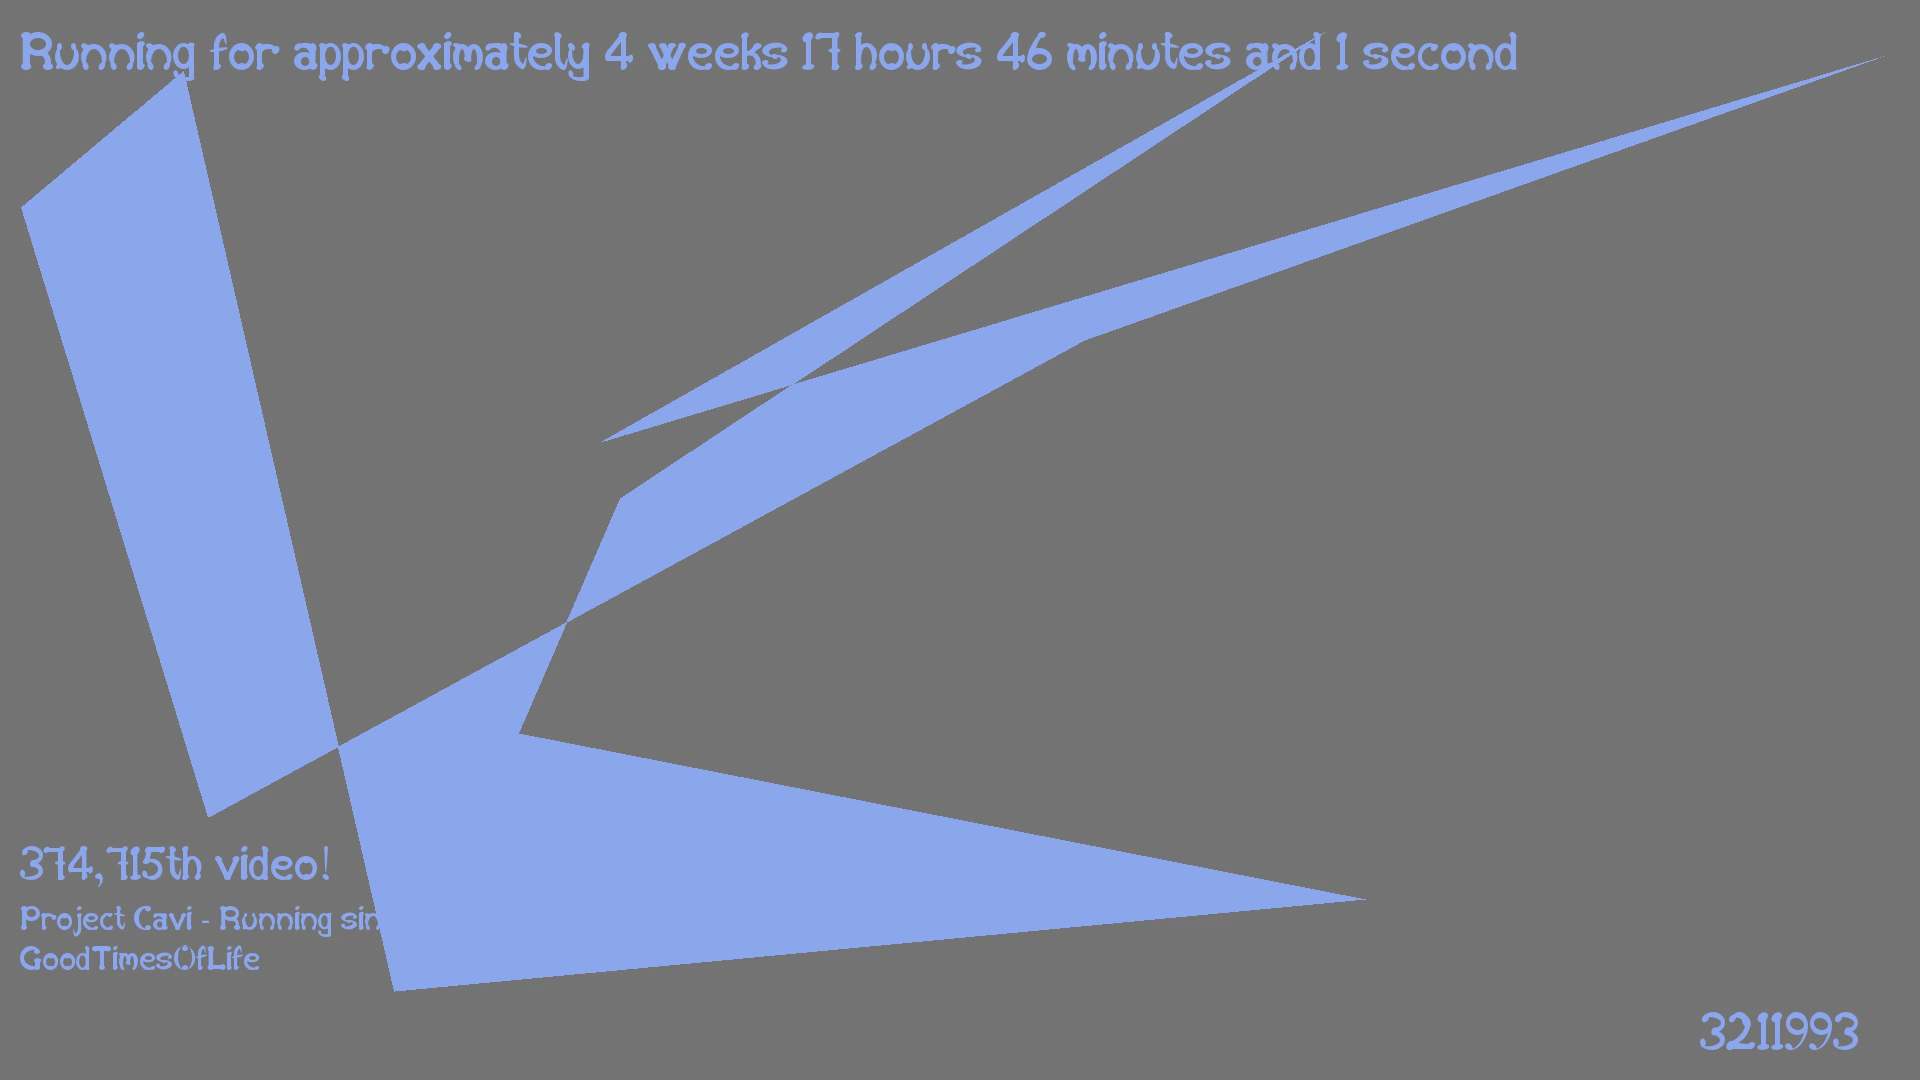 Running for approximately 4 weeks 17 hours 46 minutes and 1 second
374,715th video!
Project Cavi - Running
GoodTimesOfLife
3211993